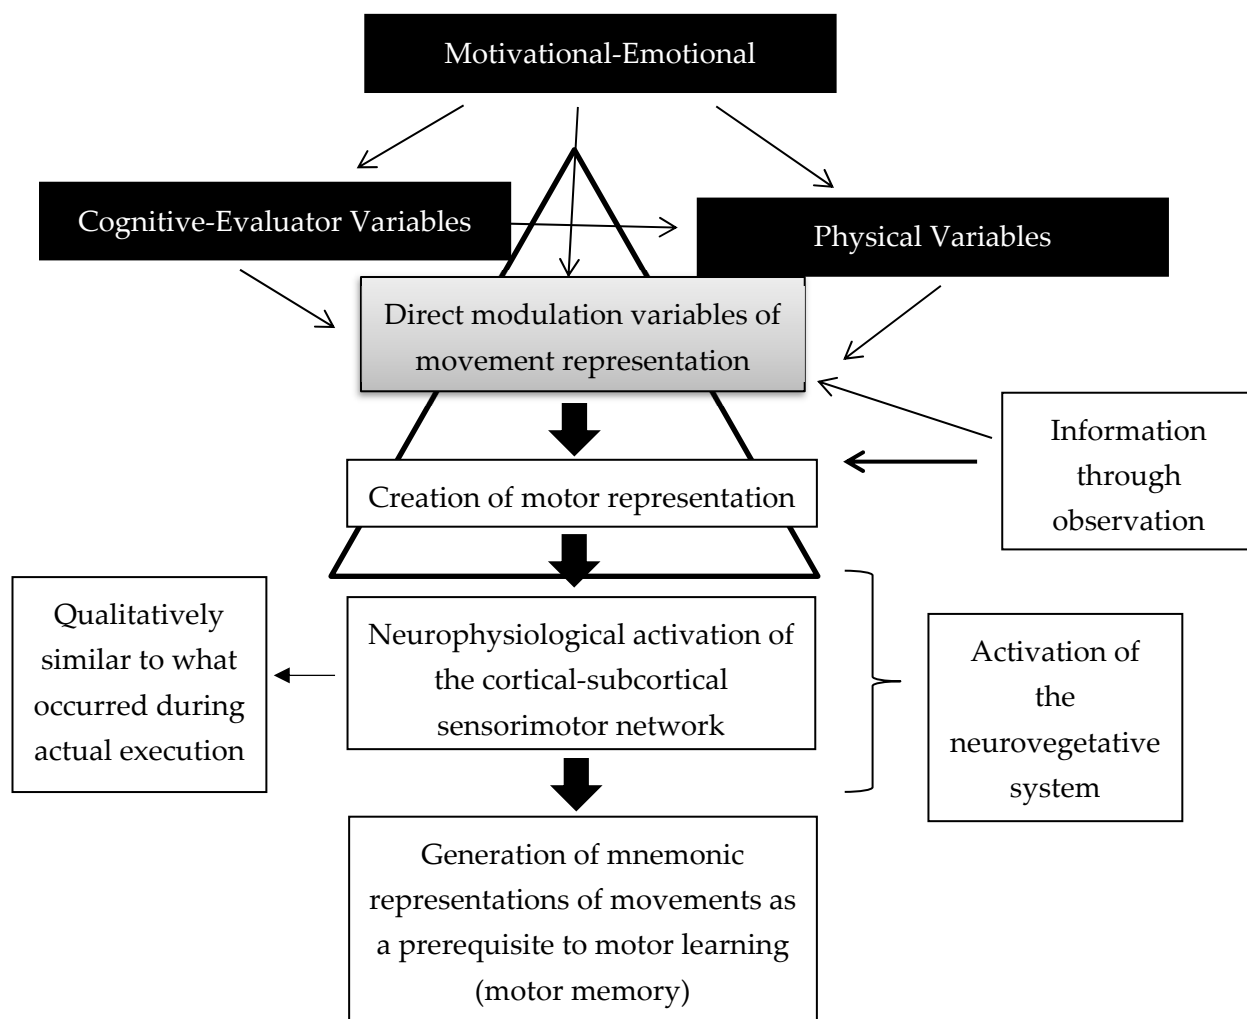 Motivational-Emotional
Cognitive-Evaluator Variables
Physical Variables
Direct modulation variables of
movement representation
Information
through
observation
Creation of motor representation
Qualitatively
similar to what
occurred during
actual execution
Neurophysiological activation of
the cortical-subcortical
sensorimotor network
Activation of
the
neurovegetative
system
Generation of mnemonic
representations of movements as
a prerequisite to motor learning
(motor memory)